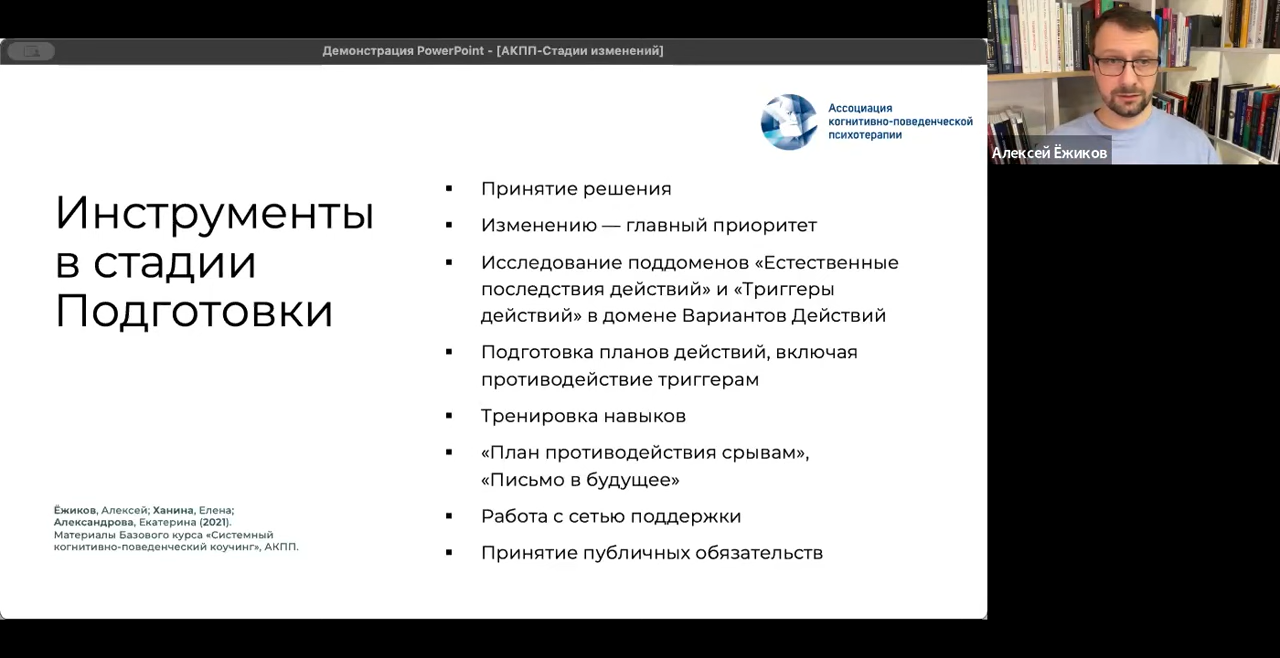 Демонстрация PowerPoint - [АКПП-Стадии изменений]
Ассоциация
когнитивно-поведенческой
психотерапии
Алексей Ёжиков
Инструменты
в стадии
Подготовки
▪ Принятие решения
▪ Изменению — главный приоритет
▪ Исследование поддоменов «Естественные
последствия действий» и «Триггеры
действий» в домене Вариантов Действий
▪ Подготовка планов действий, включая
противодействие триггерам
▪ Тренировка навыков
▪ «План противодействия срывам»,
«Письмо в будущее»
▪ Работа с сетью поддержки
▪ Принятие публичных обязательств
Ёжиков, Алексей; Ханина, Елена;
Александрова, Екатерина (2021).
Материалы Базового курса «Системный
когнитивно-поведенческий коучинг», АКПП.